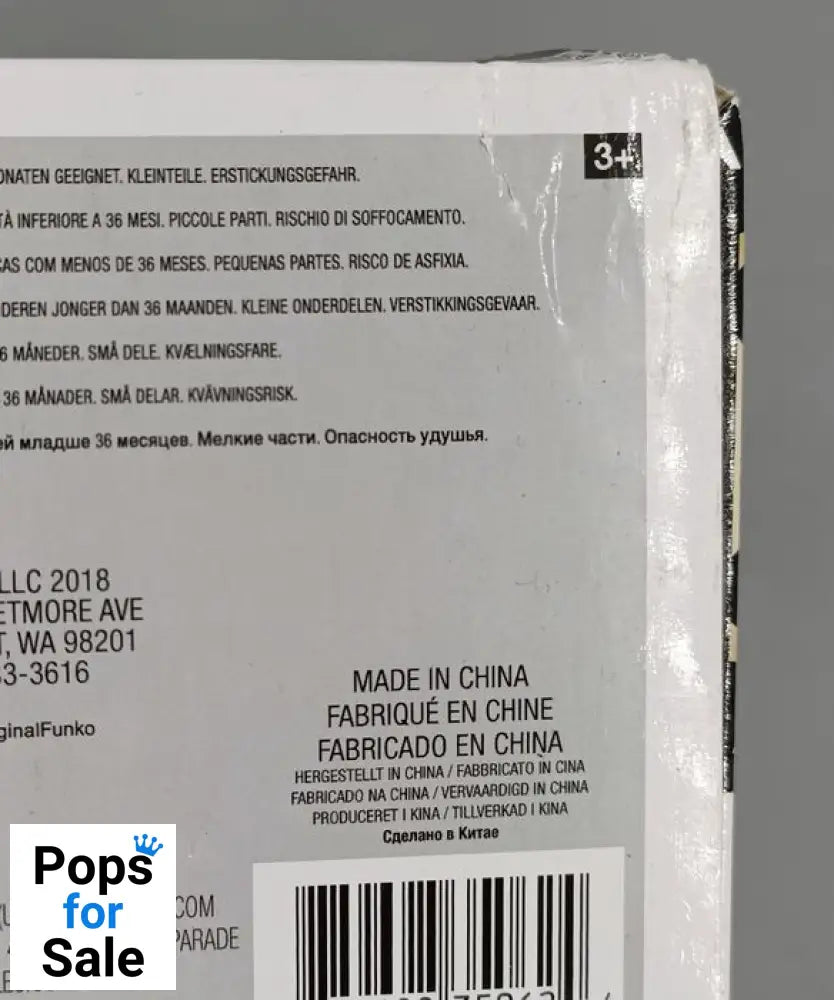 3+
ONATEN GEEIGNET. KLEINTEILE. ERSTICKUNGSGEFAHR.
TÀ INFERIORE A 36 MESI. PICCOLE PARTI. RISCHIO DI SOFFOCAMENTO.
ÇAS COM MENOS DE 36 MESES. PEQUENAS PARTES. RISCO DE ASFIXIA.
DEREN JONGER DAN 36 MAANDEN. KLEINE ONDERDELEN. VERSTIKKINGSGEVAAR.
6 MÅNEDER. SMÅ DELE. KVÆLNINGSFARE.
36 MÅNADER. SMÅ DELAR. KVÄVNINGSRISK.
ей младше 36 месяцев. Мелкие части. Опасность удушья.
LLC 2018
ETMORE AVE
T, WA 98201
33-3616
ginalFunko
MADE IN CHINA
FABRIQUÉ EN CHINE
FABRICADO EN CHINA
HERGESTELLT IN CHINA / FABBRICATO IN CINA
FABRICADO NA CHINA / VERVAARDIGD IN CHINA
PRODUCERET I KINA / TILLVERKAD I KINA
Сделано в Китае
Pops
for
Sale
.COM
PARADE